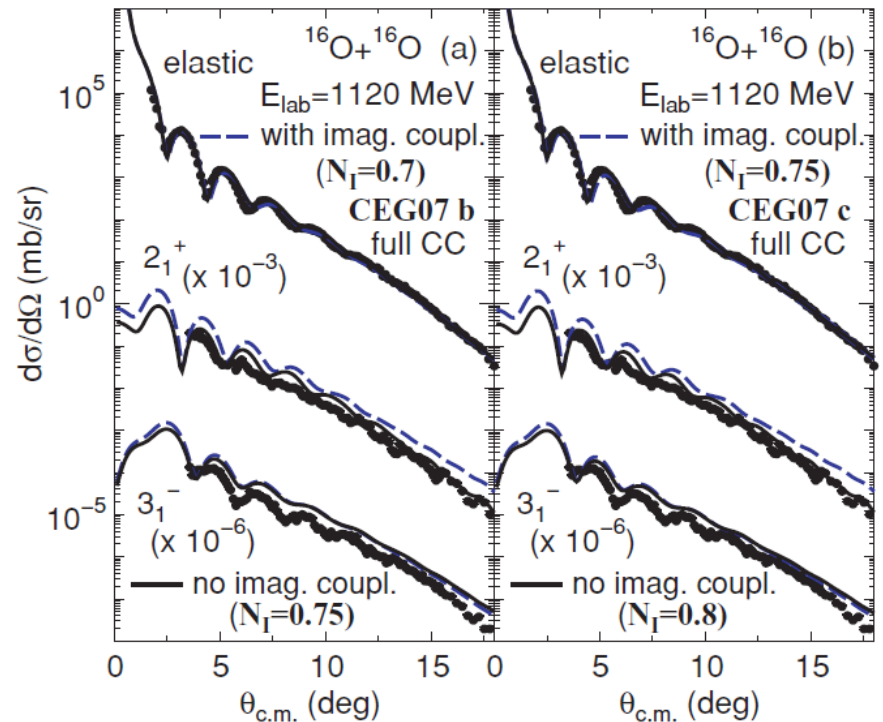 dσ/dΩ (mb/sr)
10⁵
10⁰
10⁻⁵
¹⁶O+¹⁶O (a)
elastic
E_lab=1120 MeV
with imag. coupl.
(N_I=0.7)
CEG07 b
full CC
2₁⁺
(x 10⁻³)
3₁⁻
(x 10⁻⁶)
no imag. coupl.
(N_I=0.75)
0 5 10 15
θ_c.m. (deg)
¹⁶O+¹⁶O (b)
elastic
E_lab=1120 MeV
with imag. coupl.
(N_I=0.75)
CEG07 c
full CC
2₁⁺
(x 10⁻³)
3₁⁻
(x 10⁻⁶)
no imag. coupl.
(N_I=0.8)
0 5 10 15
θ_c.m. (deg)